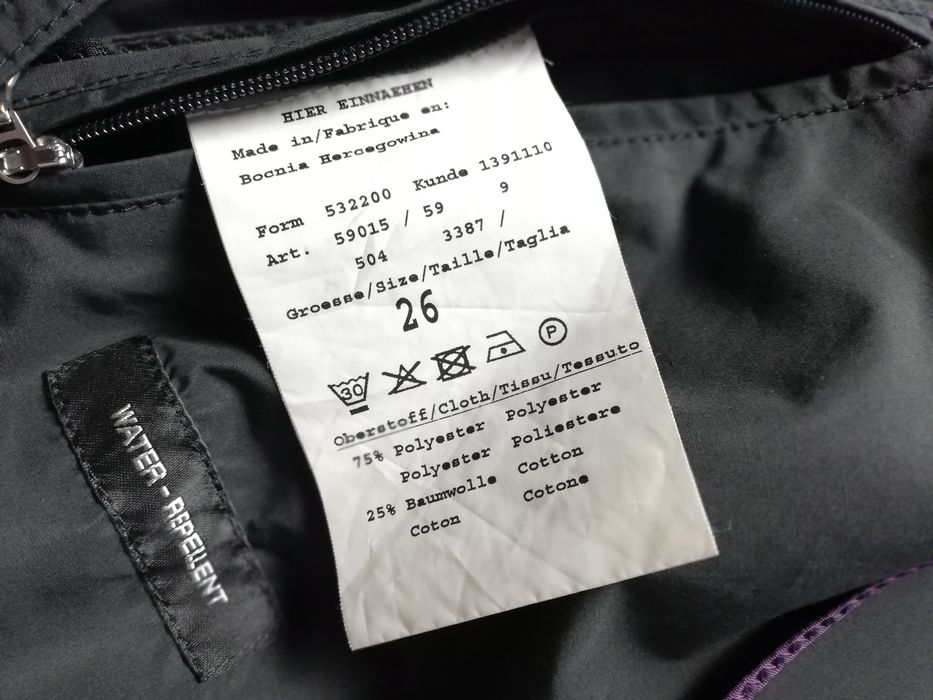 HIER EINNAEHEN
Made in/Fabrique en:
Bocnia Hercegowina
Form 532200 Kunde 1391110
Art. 59015 / 59 9
504 3387 /
Groesse/Size/Taille/Taglia
26
30 P
Oberstoff/Cloth/Tissu/Tessuto
75% Polyester Polyester
Polyester Poliestere
25% Baumwolle Cotton
Coton Cotone
WATER-REPELLENT